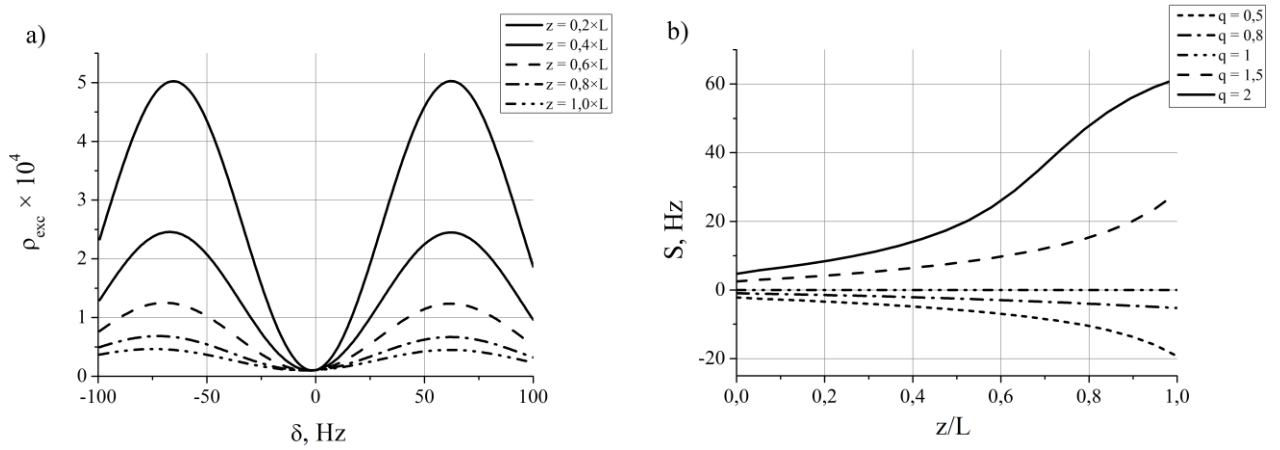 a)
z = 0,2×L
z = 0,4×L
z = 0,6×L
z = 0,8×L
z = 1,0×L
5
4
3
2
1
0
ρexc × 10⁴
-100 -50 0 50 100
δ, Hz
b)
q = 0,5
q = 0,8
q = 1
q = 1,5
q = 2
60
40
20
0
-20
S, Hz
0,0 0,2 0,4 0,6 0,8 1,0
z/L